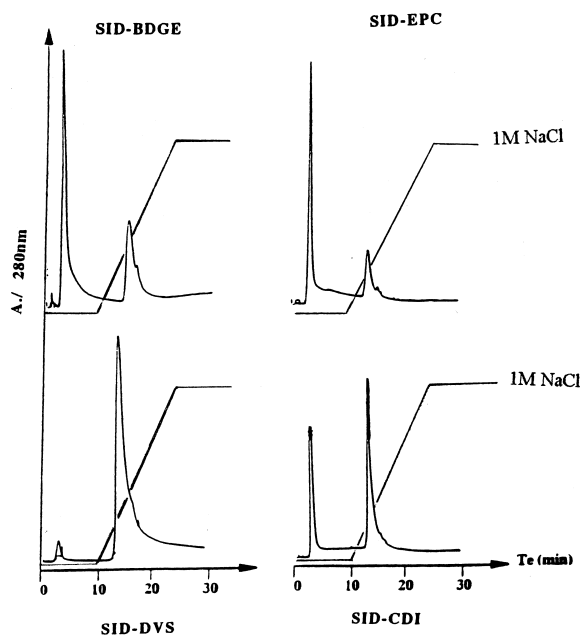 SID-BDGE
SID-EPC
1M NaCl
A./ 280nm
1M NaCl
Te (min)
0 10 20 30
0 10 20 30
SID-DVS
SID-CDI